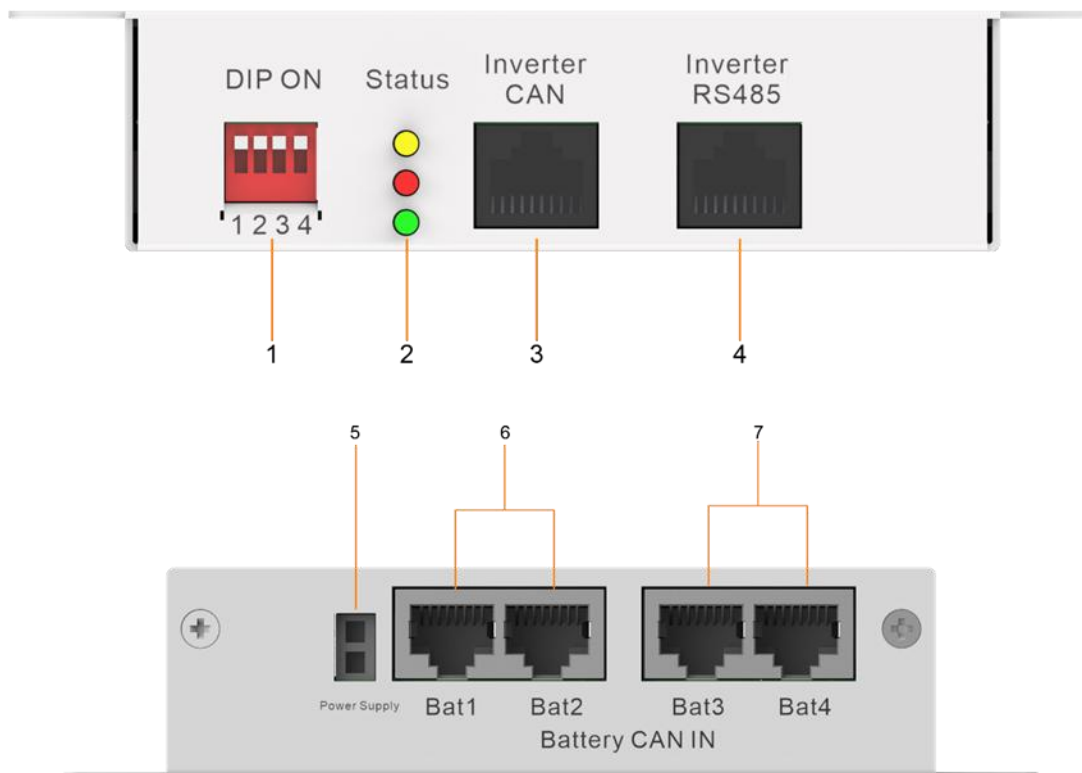 DIP ON
Status
Inverter
CAN
Inverter
RS485
1 2 3 4
1
2
3
4
5
6
7
Power Supply
Bat1
Bat2
Bat3
Bat4
Battery CAN IN